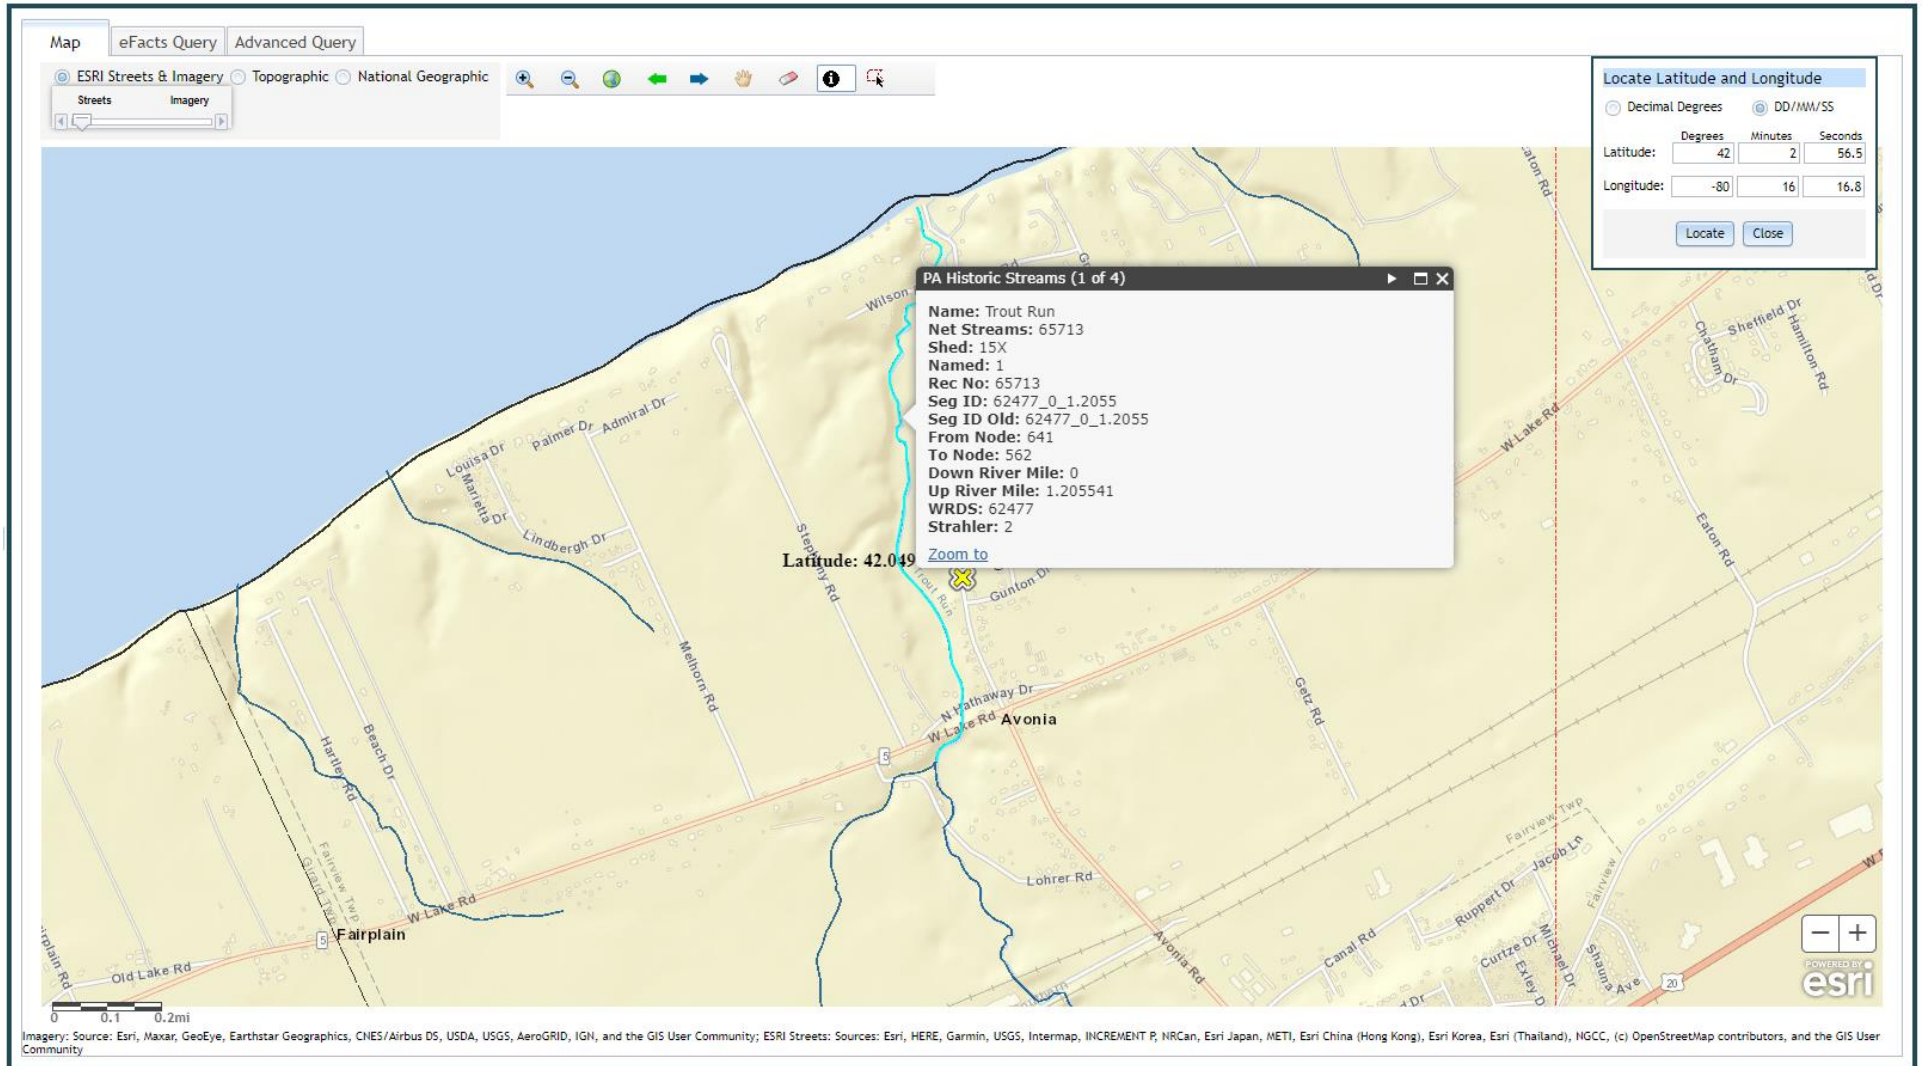 Map eFacts Query Advanced Query
ESRI Streets & Imagery Topographic National Geographic
Streets Imagery
Locate Latitude and Longitude
Decimal Degrees DD/MM/SS
Degrees Minutes Seconds
Latitude: 42 2 56.5
Longitude: -80 16 16.8
Locate Close
PA Historic Streams (1 of 4)
Name: Trout Run
Net Streams: 65713
Shed: 15X
Named: 1
Rec No: 65713
Seg ID: 62477_0_1.2055
Seg ID Old: 62477_0_1.2055
From Node: 641
To Node: 562
Down River Mile: 0
Up River Mile: 1.205541
WRDS: 62477
Strahler: 2
Zoom to
Latitude: 42.049
Wilson
Sheffield Dr
Chatham Dr
Hamilton Rd
W Lake Rd
Eaton Rd
Admiral Dr
Palmer Dr
Louisa Dr
Marietta Dr
Lindbergh Dr
Stephany Rd
Trout Run
Gunton Dr
Melhorn Rd
Getz Rd
N Hathaway Dr
W Lake Rd
Avonia
5
Beach Dr
Hartley Rd
Fairview Twp
Girard Twp
W Lake Rd
5
Fairplain
Old Lake Rd
Lohrer Rd
Avonia Rd
Canal Rd
Fairview Twp
Fairview
Jacob Ln
Ruppert Dr
Curtze Dr
Michael Dr
Shauna Ave
20
− +
POWERED BY
esri
0 0.1 0.2mi
Imagery: Source: Esri, Maxar, GeoEye, Earthstar Geographics, CNES/Airbus DS, USDA, USGS, AeroGRID, IGN, and the GIS User Community; ESRI Streets: Sources: Esri, HERE, Garmin, USGS, Intermap, INCREMENT P, NRCan, Esri Japan, METI, Esri China (Hong Kong), Esri Korea, Esri (Thailand), NGCC, (c) OpenStreetMap contributors, and the GIS User
Community